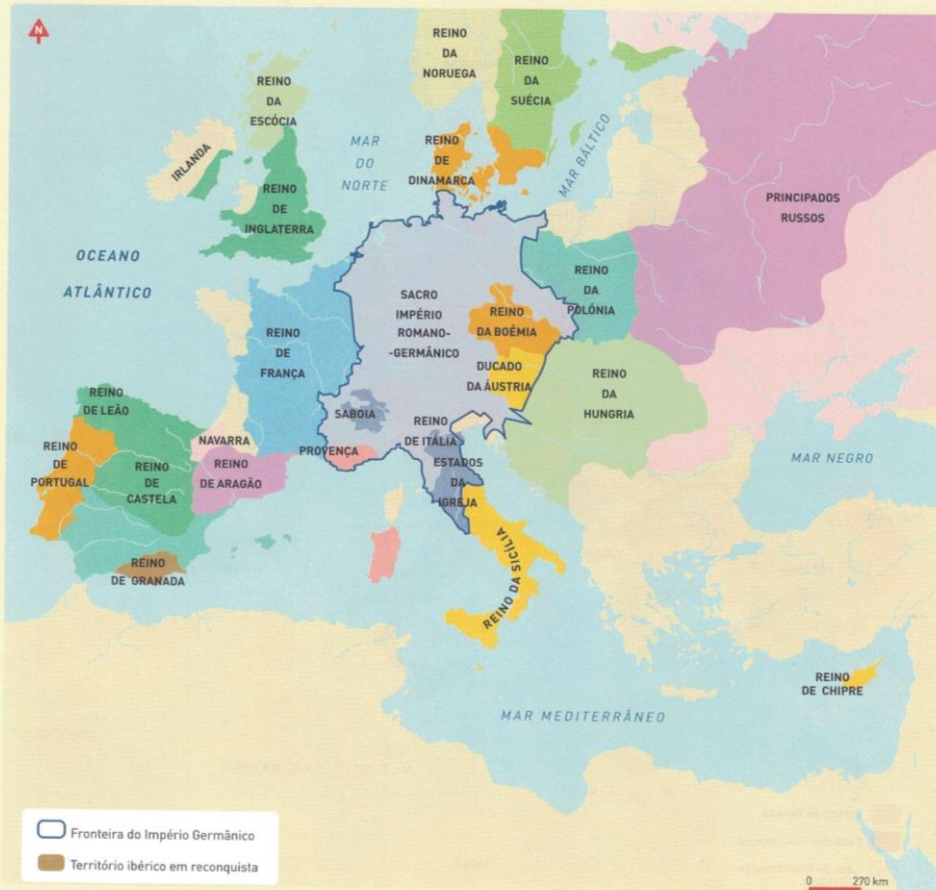 N
REINO
DA
NORUEGA
REINO
DA
SUÉCIA
REINO
DA
ESCÓCIA
IRLANDA
MAR
DO
NORTE
REINO
DE
DINAMARCA
MAR BÁLTICO
REINO
DE
INGLATERRA
PRINCIPADOS
RUSSOS
OCEANO
ATLÂNTICO
SACRO
IMPÉRIO
ROMANO-
-GERMÂNICO
REINO
DA
POLÓNIA
REINO
DA BOÉMIA
REINO
DE
FRANÇA
DUCADO
DA ÁUSTRIA
REINO
DA
HUNGRIA
REINO
DE LEÃO
SABOIA
REINO
DE ITÁLIA
NAVARRA
PROVENÇA
REINO
DE
PORTUGAL
REINO
DE
CASTELA
REINO
DE ARAGÃO
ESTADOS
DA
IGREJA
MAR NEGRO
REINO
DE GRANADA
REINO DA SICÍLIA
REINO
DE CHIPRE
MAR MEDITERRÂNEO
Fronteira do Império Germânico
Território ibérico em reconquista
0 270 km